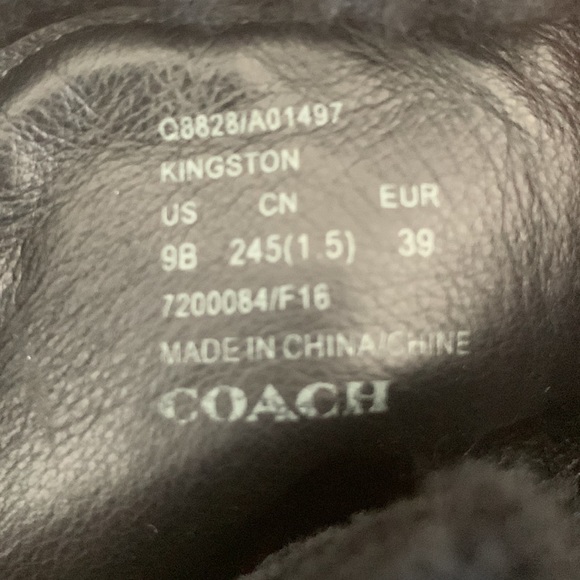 Q8828/A01497
KINGSTON
US CN EUR
9B 245(1.5) 39
7200084/F16
MADE IN CHINA/CHINE
COACH